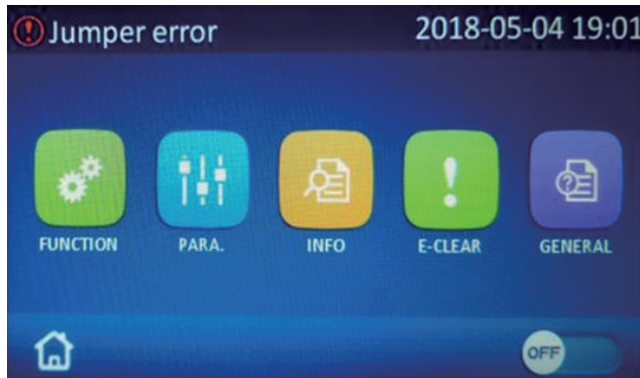 Jumper error 2018-05-04 19:01
FUNCTION PARA. INFO E-CLEAR GENERAL
OFF